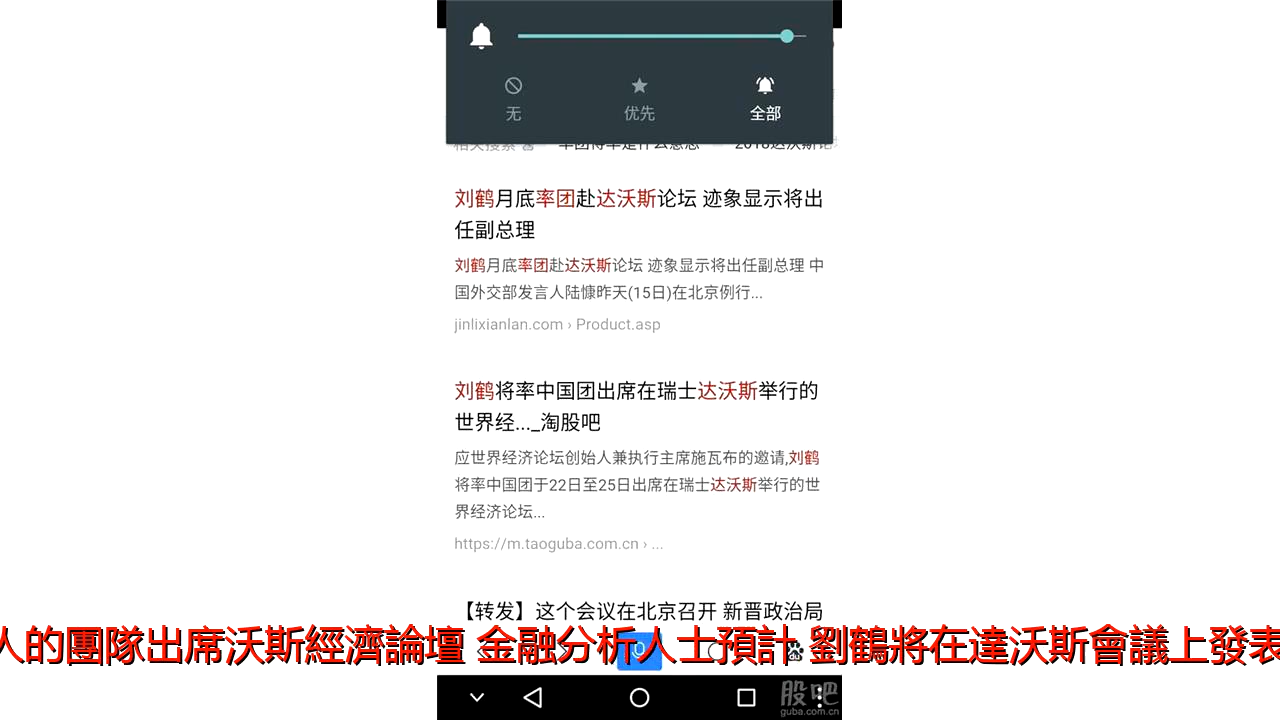 无 优先 全部
刘鹤月底率团赴达沃斯论坛 迹象显示将出
任副总理
刘鹤月底率团赴达沃斯论坛 迹象显示将出任副总理 中
国外交部发言人陆慷昨天(15日)在北京例行...
jinlixianlan.com › Product.asp
刘鹤将率中国团出席在瑞士达沃斯举行的
世界经..._淘股吧
应世界经济论坛创始人兼执行主席施瓦布的邀请,刘鹤
将率中国团于22日至25日出席在瑞士达沃斯举行的世
界经济论坛...
https://m.taoguba.com.cn › ...
【转发】这个会议在北京召开 新晋政治局
人的團隊出席沃斯經濟論壇 金融分析人士預計 劉鶴將在達沃斯會議上發表
股吧
guba.com.cn